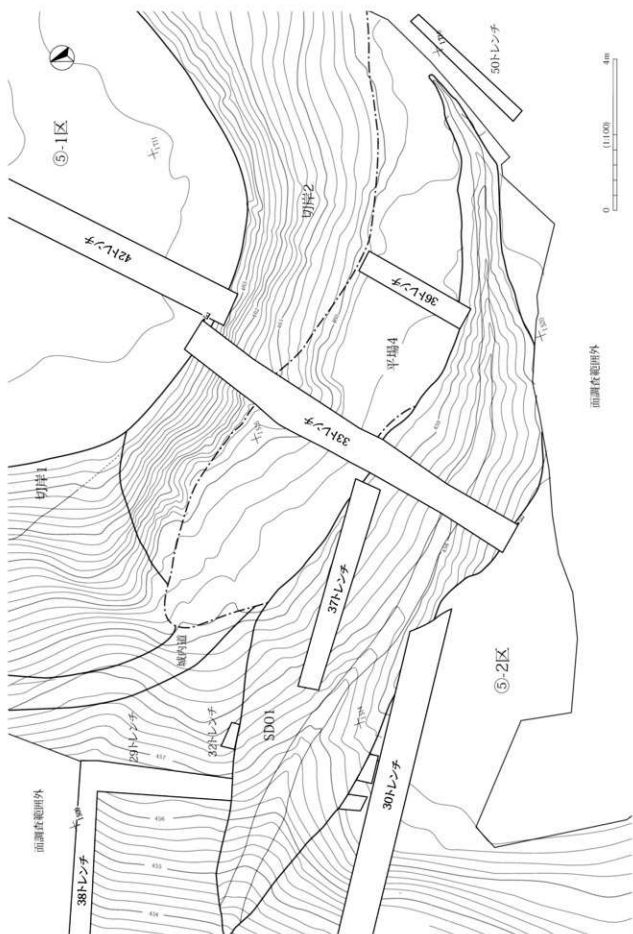 ⑤-1区
42トレンチ
切岸2
50トレンチ
4m
(1:100)
0
36トレンチ
平場4
33トレンチ
切岸1
37トレンチ
城内道
面調査範囲外
⑤-2区
SD01
32トレンチ
29トレンチ
457
30トレンチ
面調査範囲外
38トレンチ
456
455
454